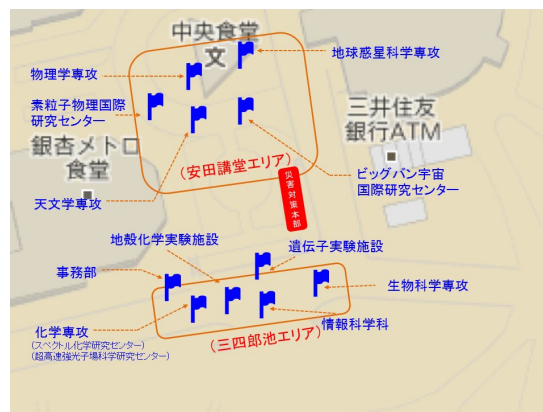 中央食堂
文
地球惑星科学専攻
物理学専攻
素粒子物理国際
研究センター
三井住友
銀行ATM
銀杏メトロ
食堂
(安田講堂エリア)
ビッグバン宇宙
国際研究センター
災害対策本部
天文学専攻
地殻化学実験施設
遺伝子実験施設
事務部
生物科学専攻
化学専攻
(スペクトル化学研究センター)
(超高速強光子場科学研究センター)
情報科学科
(三四郎池エリア)